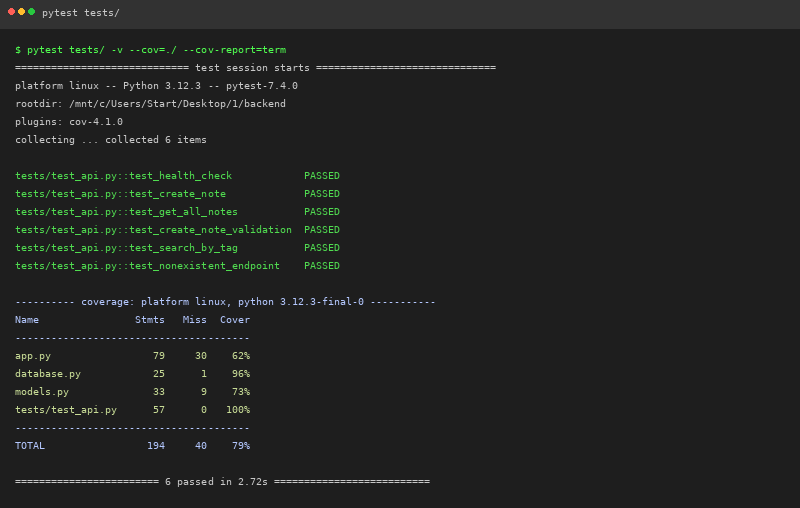 pytest tests/
$ pytest tests/ -v --cov=./ --cov-report=term
============================= test session starts ==============================
platform linux -- Python 3.12.3 -- pytest-7.4.0
rootdir: /mnt/c/Users/Start/Desktop/1/backend
plugins: cov-4.1.0
collecting ... collected 6 items
tests/test_api.py::test_health_check            PASSED
tests/test_api.py::test_create_note             PASSED
tests/test_api.py::test_get_all_notes           PASSED
tests/test_api.py::test_create_note_validation  PASSED
tests/test_api.py::test_search_by_tag           PASSED
tests/test_api.py::test_nonexistent_endpoint    PASSED
---------- coverage: platform linux, python 3.12.3-final-0 -----------
Name                Stmts   Miss  Cover
---------------------------------------
app.py                 79     30    62%
database.py            25      1    96%
models.py              33      9    73%
tests/test_api.py      57      0   100%
---------------------------------------
TOTAL                 194     40    79%
======================== 6 passed in 2.72s ==========================